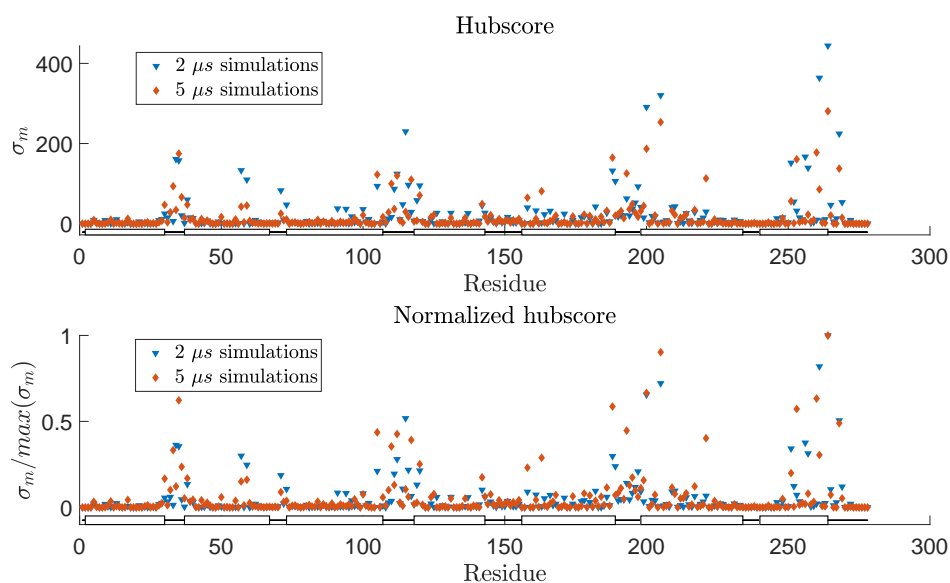 Hubscore
400
200
0
σm
2 μs simulations
5 μs simulations
0 50 100 150 200 250 300
Residue
Normalized hubscore
1
0.5
0
σm/max(σm)
2 μs simulations
5 μs simulations
0 50 100 150 200 250 300
Residue